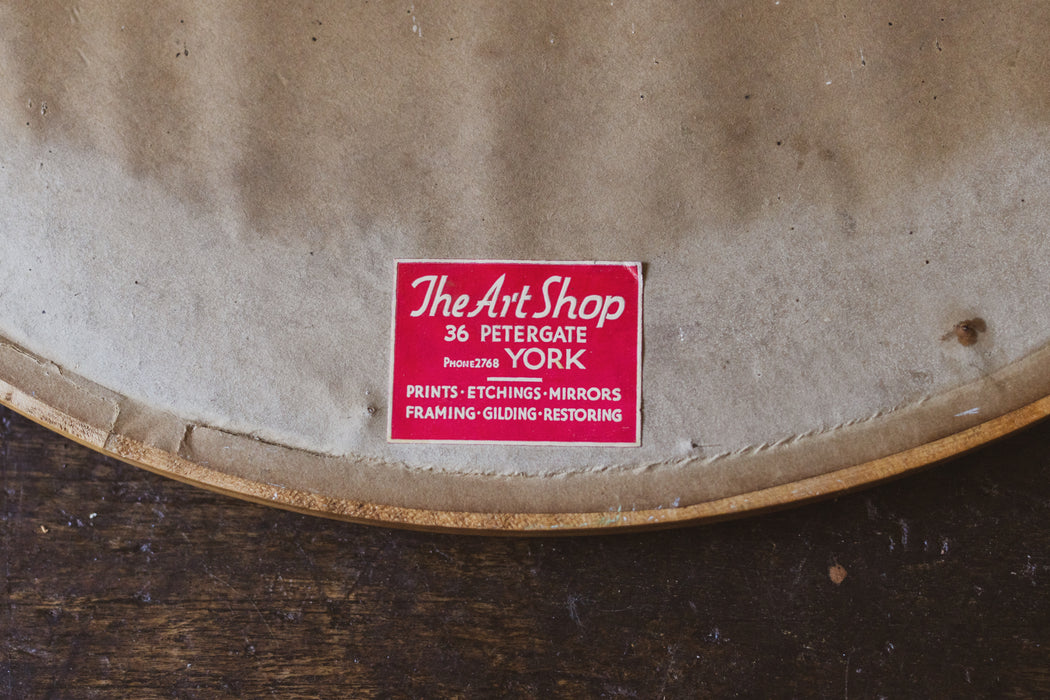 The Art Shop
36 PETERGATE
PHONE 2768 YORK
PRINTS · ETCHINGS · MIRRORS
FRAMING · GILDING · RESTORING